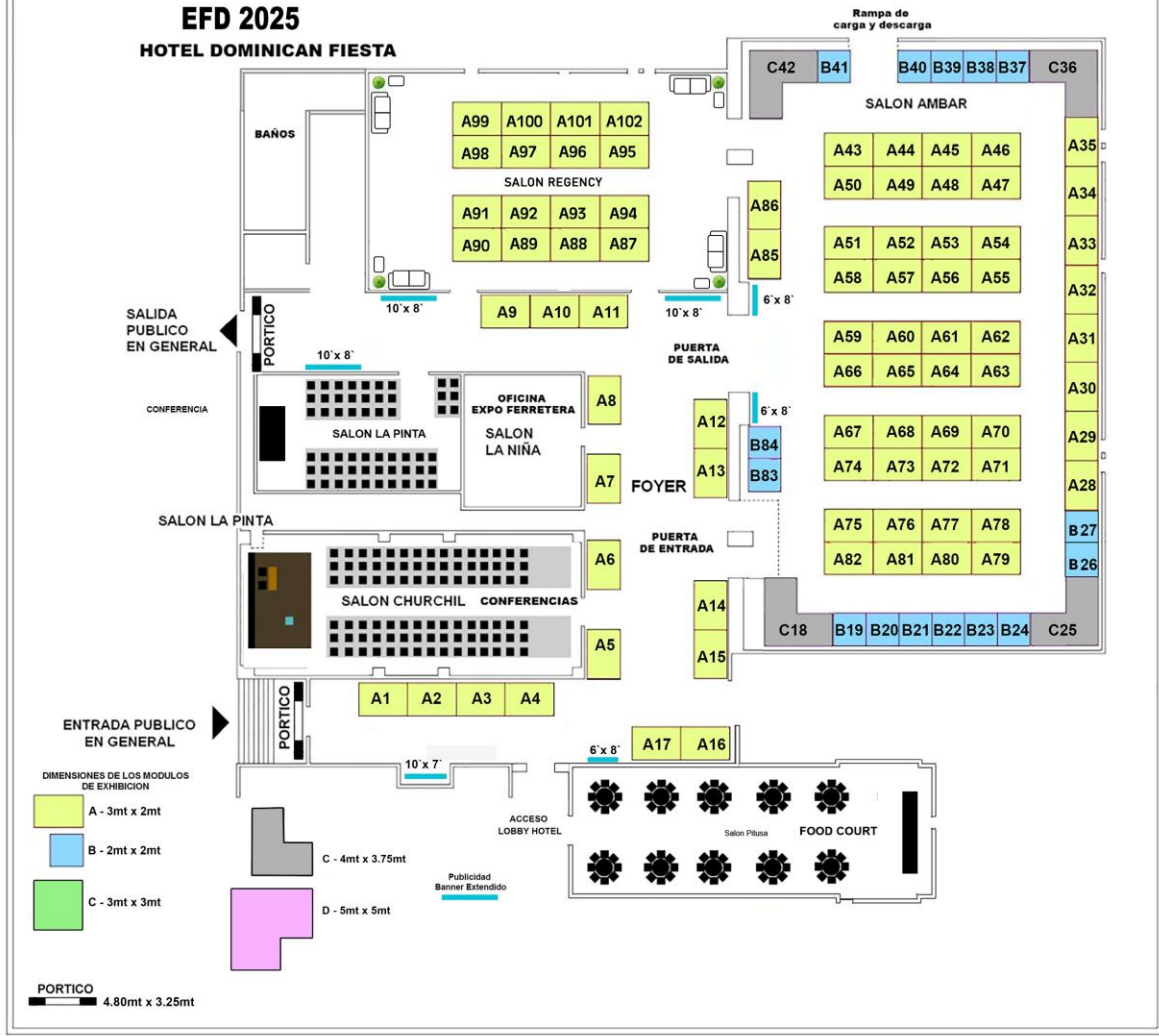 EFD 2025
HOTEL DOMINICAN FIESTA
Rampa de
carga y descarga
C42 B41 B40 B39 B38 B37 C36
SALON AMBAR
BAÑOS
A99 A100 A101 A102
A98 A97 A96 A95
SALON REGENCY
A91 A92 A93 A94
A90 A89 A88 A87
A86
A85
A43 A44 A45 A46
A50 A49 A48 A47
A51 A52 A53 A54
A58 A57 A56 A55
A59 A60 A61 A62
A66 A65 A64 A63
A67 A68 A69 A70
A74 A73 A72 A71
A75 A76 A77 A78
A82 A81 A80 A79
A35
A34
A33
A32
A31
A30
A29
A28
B27
B26
10`x 8`
A9 A10 A11
10`x 8`
6`x 8`
SALIDA
PUBLICO
EN GENERAL
PORTICO
PUERTA
DE SALIDA
10`x 8`
CONFERENCIA
SALON LA PINTA
OFICINA
EXPO FERRETERA
SALON
LA NIÑA
A8
A7
FOYER
A12
A13
6`x 8`
B84
B83
SALON LA PINTA
PUERTA
DE ENTRADA
SALON CHURCHIL CONFERENCIAS
A6
A5
A14
A15
C18 B19 B20 B21 B22 B23 B24 C25
ENTRADA PUBLICO
EN GENERAL
PORTICO
A1 A2 A3 A4
10`x 7`
6`x 8`
A17 A16
ACCESO
LOBBY HOTEL
Salon Pitusa
FOOD COURT
DIMENSIONES DE LOS MODULOS
DE EXHIBICION
A - 3mt x 2mt
B - 2mt x 2mt
C - 3mt x 3mt
C - 4mt x 3.75mt
D - 5mt x 5mt
Publicidad
Banner Extendido
PORTICO
4.80mt x 3.25mt